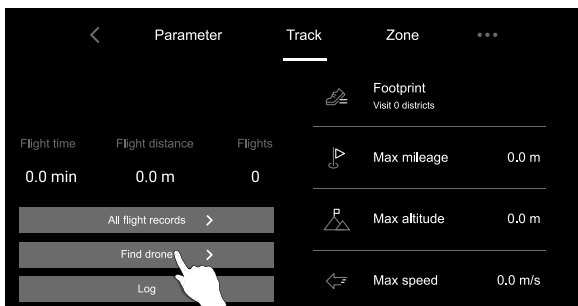 Parameter Track Zone
Footprint
Visit 0 districts
Flight time Flight distance Flights
0.0 min 0.0 m 0
Max mileage 0.0 m
All flight records
Max altitude 0.0 m
Find drone
Log
Max speed 0.0 m/s